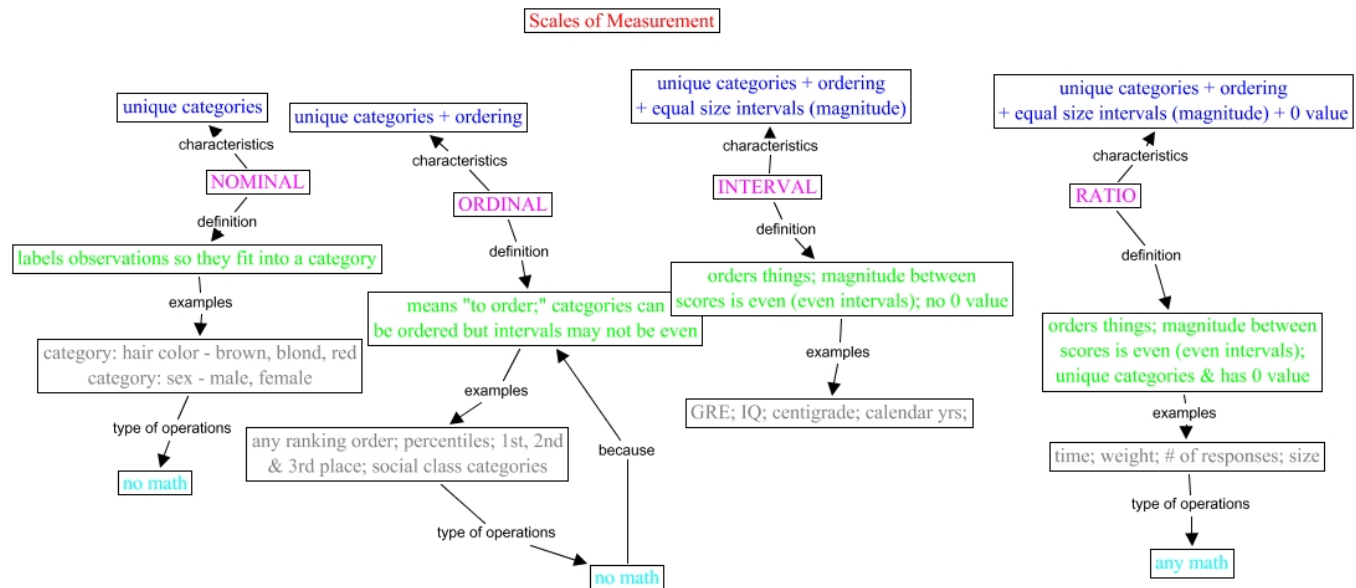 Scales of Measurement
unique categories
characteristics
NOMINAL
definition
labels observations so they fit into a category
examples
category: hair color - brown, blond, red
category: sex - male, female
type of operations
no math
unique categories + ordering
characteristics
ORDINAL
definition
means "to order;" categories can
be ordered but intervals may not be even
examples
any ranking order; percentiles; 1st, 2nd
& 3rd place; social class categories
type of operations
no math
because
unique categories + ordering
+ equal size intervals (magnitude)
characteristics
INTERVAL
definition
orders things; magnitude between
scores is even (even intervals); no 0 value
examples
GRE; IQ; centigrade; calendar yrs;
unique categories + ordering
+ equal size intervals (magnitude) + 0 value
characteristics
RATIO
definition
orders things; magnitude between
scores is even (even intervals);
unique categories & has 0 value
examples
time; weight; # of responses; size
type of operations
any math